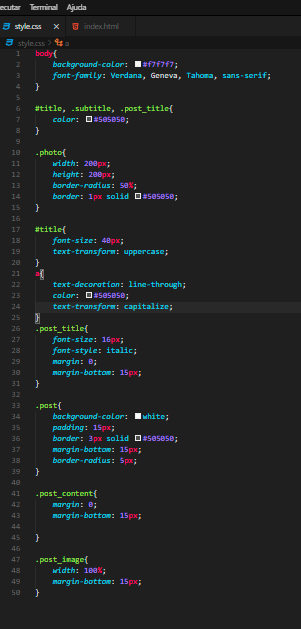 ecutar Terminal Ajuda
style.css index.html
style.css > a
1 body{
2 background-color: #f7f7f7;
3 font-family: Verdana, Geneva, Tahoma, sans-serif;
4 }
5
6 #title, .subtitle, .post_title{
7 color: #505050;
8 }
9
10 .photo{
11 width: 200px;
12 height: 200px;
13 border-radius: 50%;
14 border: 1px solid #505050;
15 }
16
17 #title{
18 font-size: 40px;
19 text-transform: uppercase;
20 }
21 a{
22 text-decoration: line-through;
23 color: #505050;
24 text-transform: capitalize;
25 }
26 .post_title{
27 font-size: 16px;
28 font-style: italic;
29 margin: 0;
30 margin-bottom: 15px;
31 }
32
33 .post{
34 background-color: white;
35 padding: 15px;
36 border: 3px solid #505050;
37 margin-bottom: 15px;
38 border-radius: 5px;
39 }
40
41 .post_content{
42 margin: 0;
43 margin-bottom: 15px;
44
45 }
46
47 .post_image{
48 width: 100%;
49 margin-bottom: 15px;
50 }